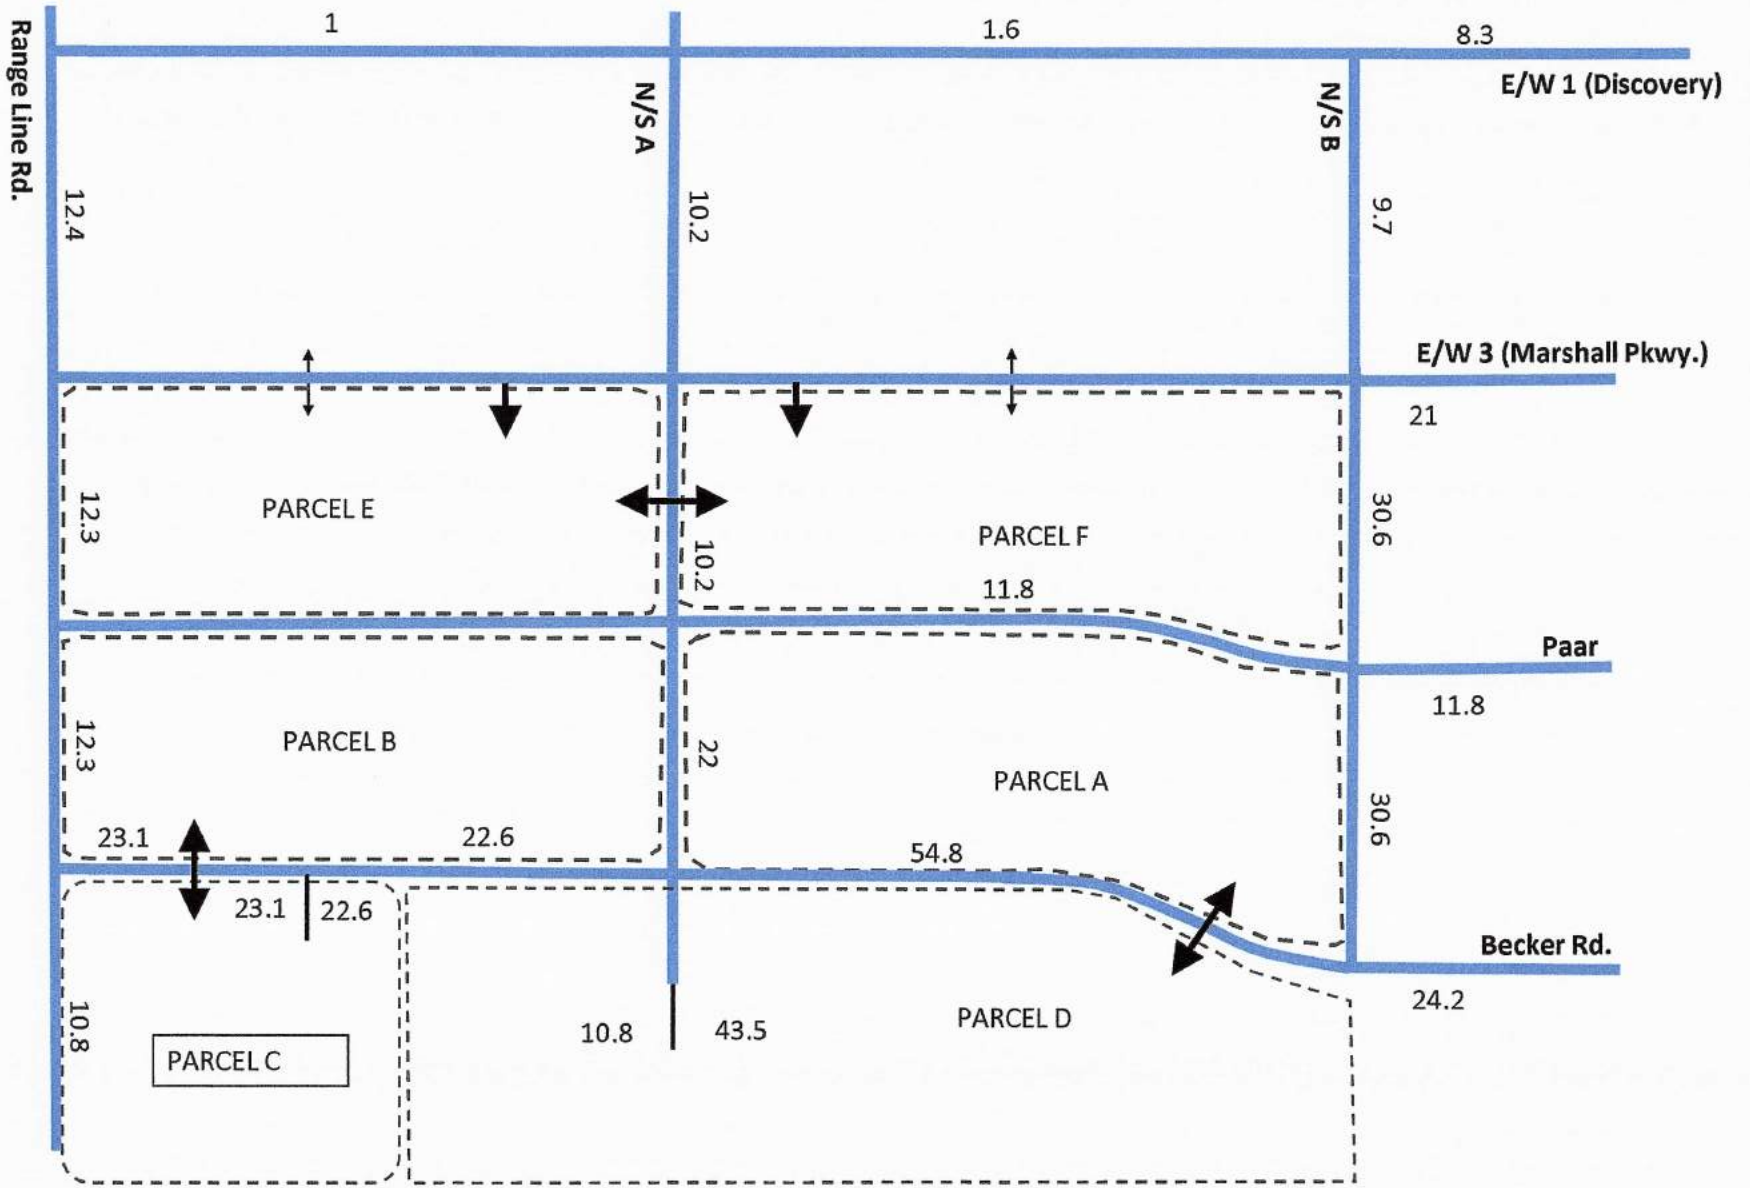 1
1.6
8.3
E/W 1 (Discovery)
Range Line Rd.
N/S A
N/S B
12.4
10.2
9.7
E/W 3 (Marshall Pkwy.)
21
12.3
PARCEL E
10.2
PARCEL F
11.8
30.6
Paar
11.8
12.3
PARCEL B
22
PARCEL A
30.6
23.1
22.6
54.8
23.1
22.6
Becker Rd.
24.2
10.8
PARCEL C
10.8
43.5
PARCEL D